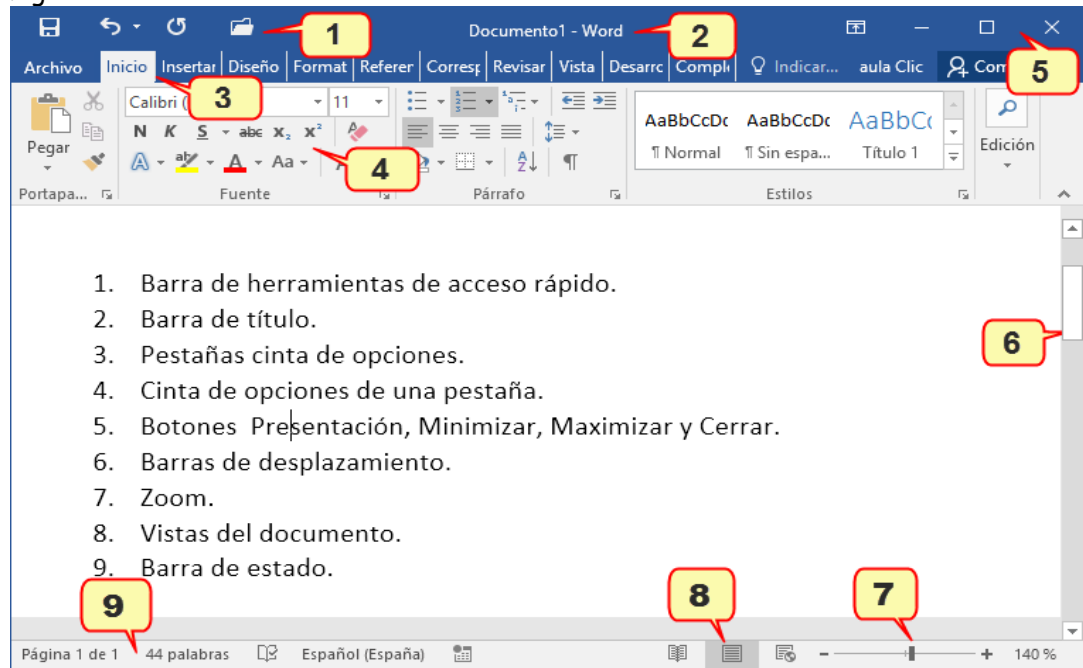 1
Documento1 - Word
2
Archivo Inicio Insertar Diseño Format Referer Corresp Revisar Vista Desarrc Comple Indicar... aula Clic Com
5
3
Calibri ( 11
Pegar
N K S abc x₂ x²
A aby A Aa
4
AaBbCcDc AaBbCcDc AaBbC
¶ Normal ¶ Sin espa... Título 1
Edición
Portapa... Fuente Párrafo Estilos
1. Barra de herramientas de acceso rápido.
2. Barra de título.
3. Pestañas cinta de opciones.
4. Cinta de opciones de una pestaña.
5. Botones Presentación, Minimizar, Maximizar y Cerrar.
6. Barras de desplazamiento.
7. Zoom.
8. Vistas del documento.
9. Barra de estado.
6
9
8
7
Página 1 de 1 44 palabras Español (España) 140 %